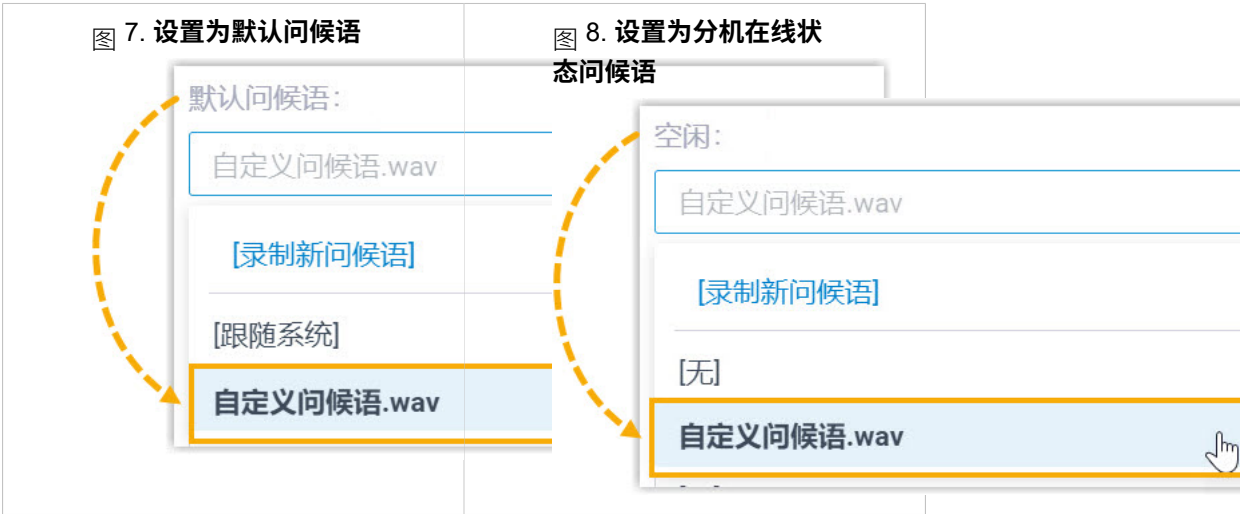 图 7. 设置为默认问候语
默认问候语:
自定义问候语.wav
[录制新问候语]
[跟随系统]
自定义问候语.wav
图 8. 设置为分机在线状
态问候语
空闲:
自定义问候语.wav
[录制新问候语]
[无]
自定义问候语.wav